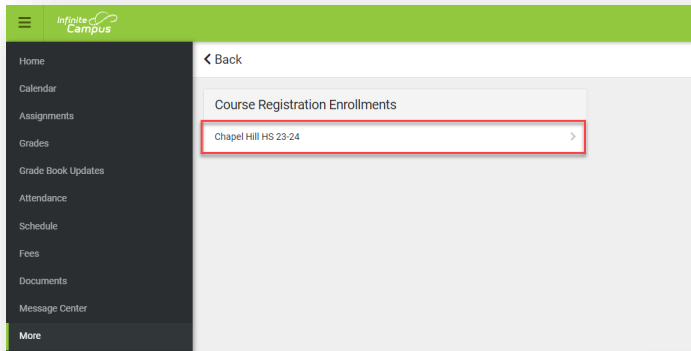 Infinite
Campus
Home
Calendar
Assignments
Grades
Grade Book Updates
Attendance
Schedule
Fees
Documents
Message Center
More
Back
Course Registration Enrollments
Chapel Hill HS 23-24